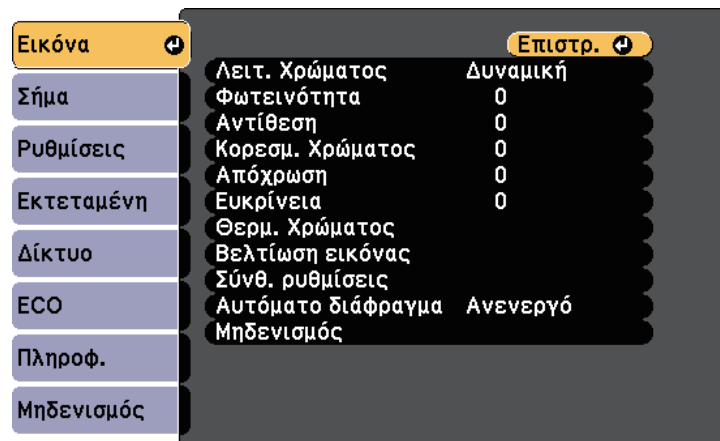 Εικόνα
Σήμα
Ρυθμίσεις
Εκτεταμένη
Δίκτυο
ECO
Πληροφ.
Μηδενισμός
Επιστρ.
Λειτ. Χρώματος Δυναμική
Φωτεινότητα 0
Αντίθεση 0
Κορεσμ. Χρώματος 0
Απόχρωση 0
Ευκρίνεια 0
Θερμ. Χρώματος
Βελτίωση εικόνας
Σύνθ. ρυθμίσεις
Αυτόματο διάφραγμα Ανενεργό
Μηδενισμός